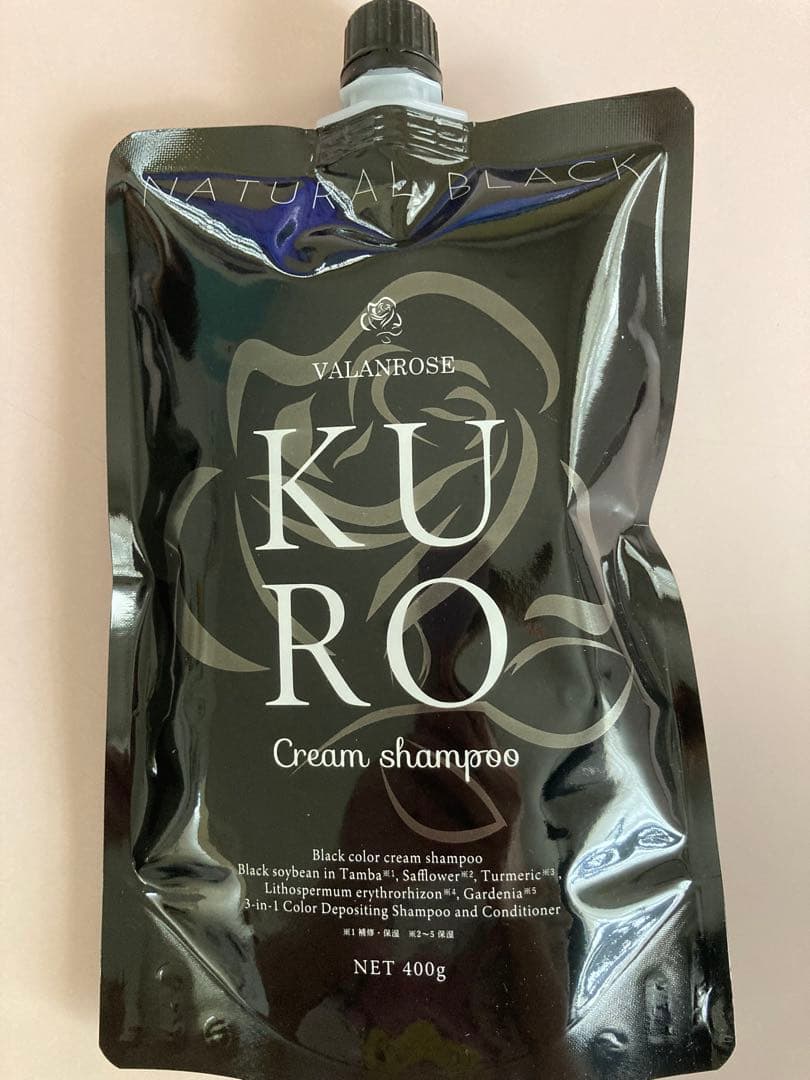 NATURAL BLACK
VALANROSE
KU
RO
Cream shampoo
Black color cream shampoo
Black soybean in Tamba※1, Safflower※2, Turmeric※3,
Lithospermum erythrorhizon※4, Gardenia※5
3-in-1 Color Depositing Shampoo and Conditioner
※1 補修・保湿 ※2〜5 保湿
NET 400g